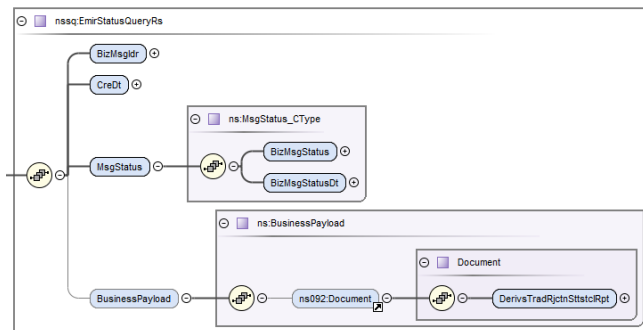 nssq:EmirStatusQueryRs
BizMsgIdr
CreDt
ns:MsgStatus_CType
BizMsgStatus
MsgStatus
BizMsgStatusDt
ns:BusinessPayload
Document
BusinessPayload
ns092:Document
DerivsTradRjctnSttstclRpt